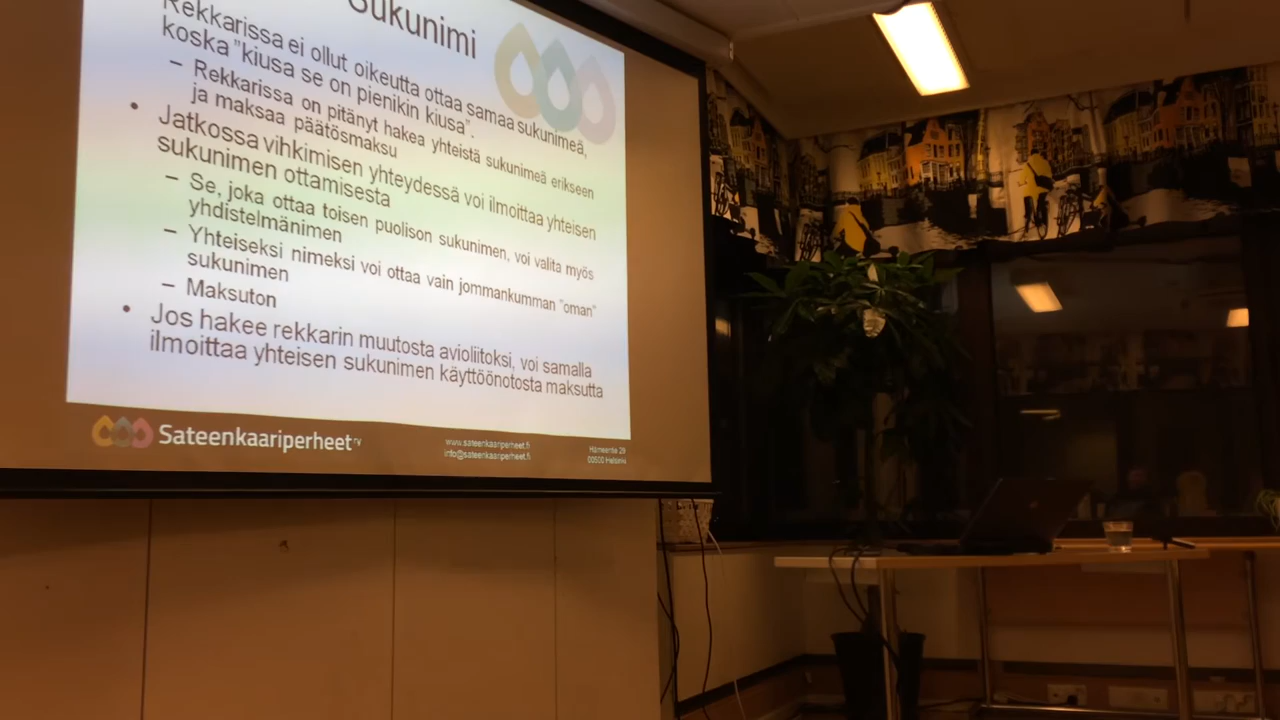 Sukunimi
Rekkarissa ei ollut oikeutta ottaa samaa sukunimeä,
koska "kiusa se on pienikin kiusa".
– Rekkarissa on pitänyt hakea yhteistä sukunimeä erikseen
ja maksaa päätösmaksu
• Jatkossa vihkimisen yhteydessä voi ilmoittaa yhteisen
sukunimen ottamisesta
– Se, joka ottaa toisen puolison sukunimen, voi valita myös
yhdistelmänimen
– Yhteiseksi nimeksi voi ottaa vain jommankumman "oman"
sukunimen
– Maksuton
• Jos hakee rekkarin muutosta avioliitoksi, voi samalla
ilmoittaa yhteisen sukunimen käyttöönotosta maksutta
Sateenkaariperheet ry
www.sateenkaariperheet.fi
info@sateenkaariperheet.fi
Hämeentie 29
00500 Helsinki